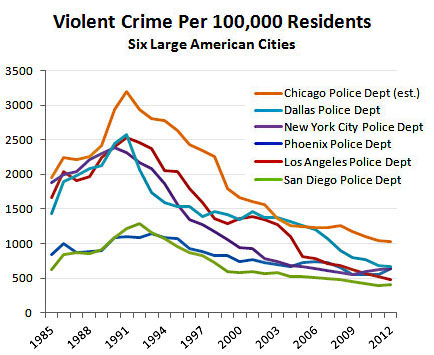 Violent Crime Per 100,000 Residents
Six Large American Cities
3500
3000
2500
2000
1500
1000
500
0
Chicago Police Dept (est.)
Dallas Police Dept
New York City Police Dept
Phoenix Police Dept
Los Angeles Police Dept
San Diego Police Dept
1985
1988
1991
1994
1997
2000
2003
2006
2009
2012